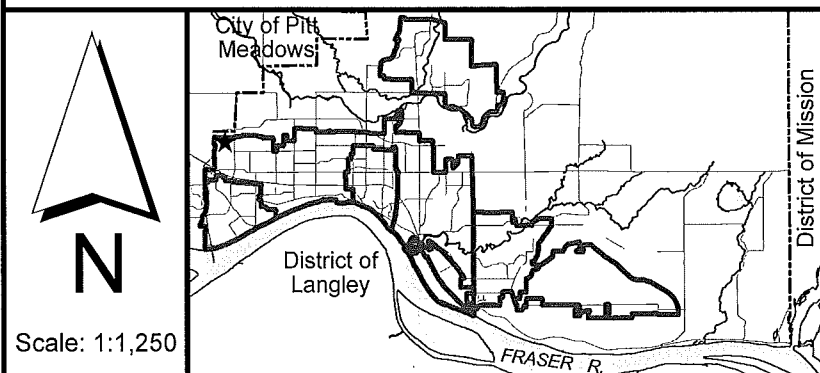 N
Scale: 1:1,250
City of Pitt
Meadows
District of
Langley
FRASER R.
District of Mission